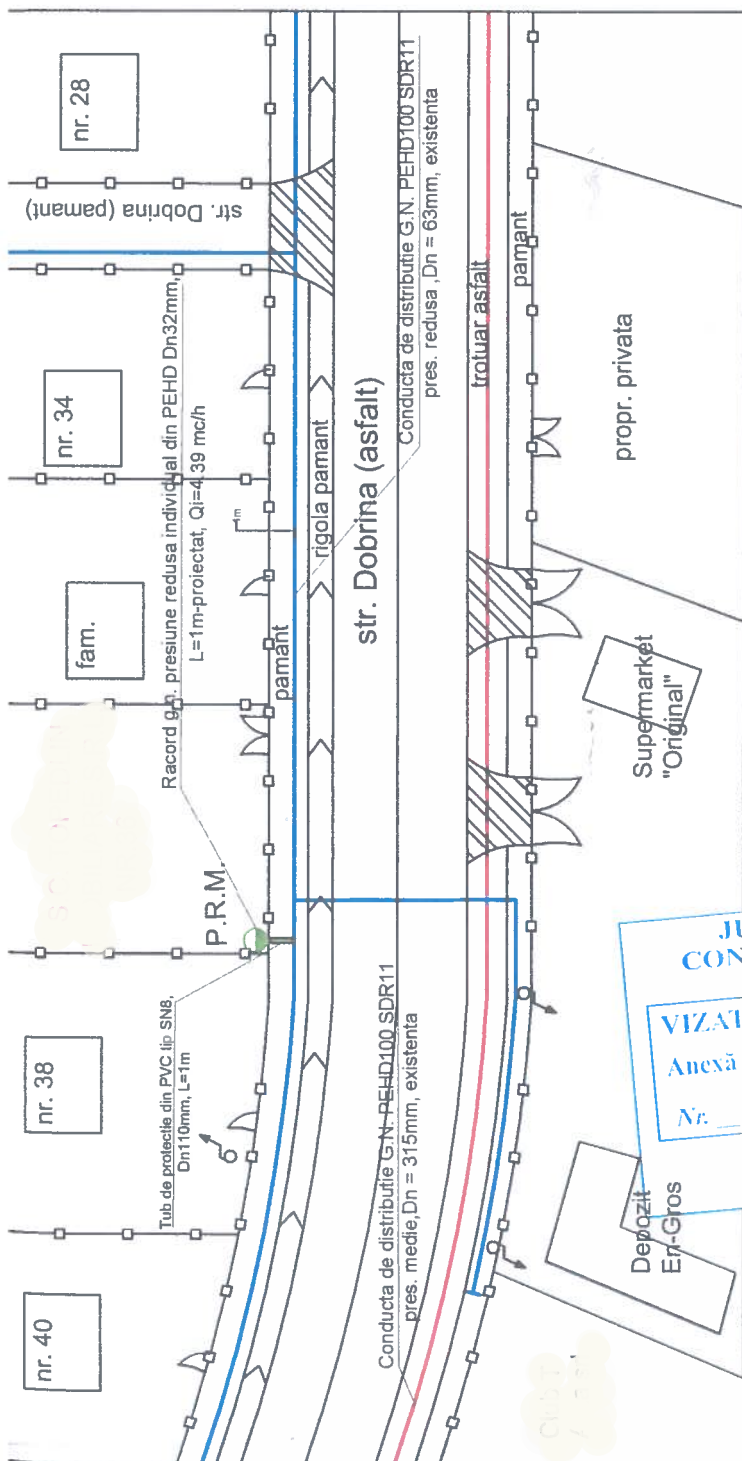 nr. 40
nr. 38
fam.
nr. 34
nr. 28
str. Dobrina (pamant)
Tub de protectie din PVC tip SN8,
Dn110mm, L=1m
P.R.M.
Racord g.n. presiune redusa individual din PEHD Dn32mm,
L=1m-proiectat, Qi=4.39 mc/h
pamant
rigola pamant
str. Dobrina (asfalt)
Conducta de distributie G.N. PEHD100 SDR11
pres. redusa ,Dn = 63mm, existenta
Conducta de distributie G.N. PEHD100 SDR11
pres. medie,Dn = 315mm, existenta
trotuar asfalt
pamant
Depozit
En-Gros
Supermarket
"Original"
propr. privata
VIZAT
Anexă
Nr.